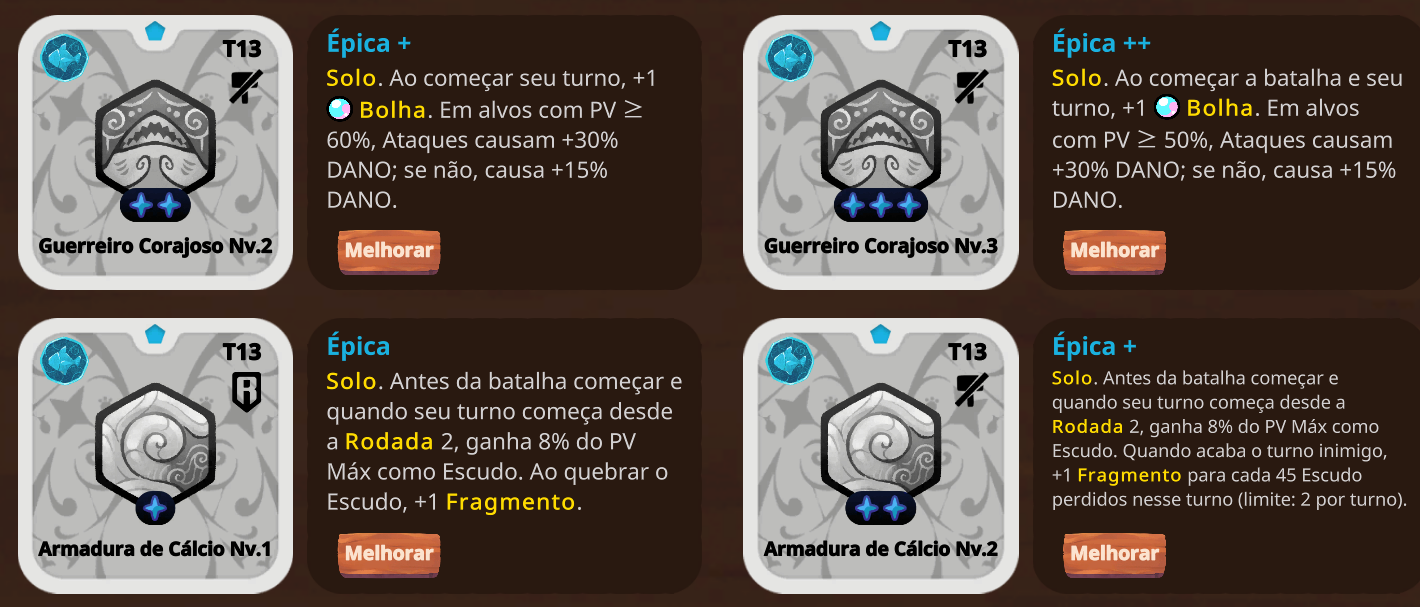 T13
Guerreiro Corajoso Nv.2
Épica +
Solo. Ao começar seu turno, +1
Bolha. Em alvos com PV ≥
60%, Ataques causam +30%
DANO; se não, causa +15%
DANO.
Melhorar
T13
Guerreiro Corajoso Nv.3
Épica ++
Solo. Ao começar a batalha e seu
turno, +1 Bolha. Em alvos
com PV ≥ 50%, Ataques causam
+30% DANO; se não, causa +15%
DANO.
Melhorar
T13
R
Armadura de Cálcio Nv.1
Épica
Solo. Antes da batalha começar e
quando seu turno começa desde
a Rodada 2, ganha 8% do PV
Máx como Escudo. Ao quebrar o
Escudo, +1 Fragmento.
Melhorar
T13
Armadura de Cálcio Nv.2
Épica +
Solo. Antes da batalha começar e
quando seu turno começa desde a
Rodada 2, ganha 8% do PV Máx como
Escudo. Quando acaba o turno inimigo,
+1 Fragmento para cada 45 Escudo
perdidos nesse turno (limite: 2 por turno).
Melhorar